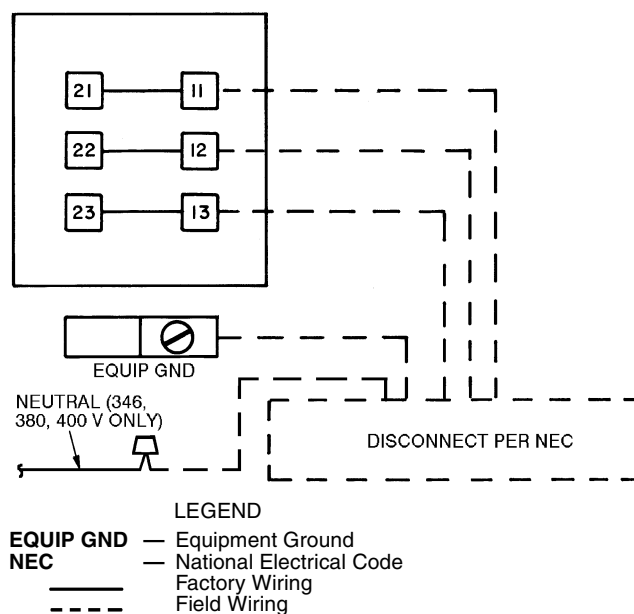 21 11
22 12
23 13
EQUIP GND
NEUTRAL (346,
380, 400 V ONLY)
DISCONNECT PER NEC
LEGEND
EQUIP GND — Equipment Ground
NEC — National Electrical Code
Factory Wiring
Field Wiring